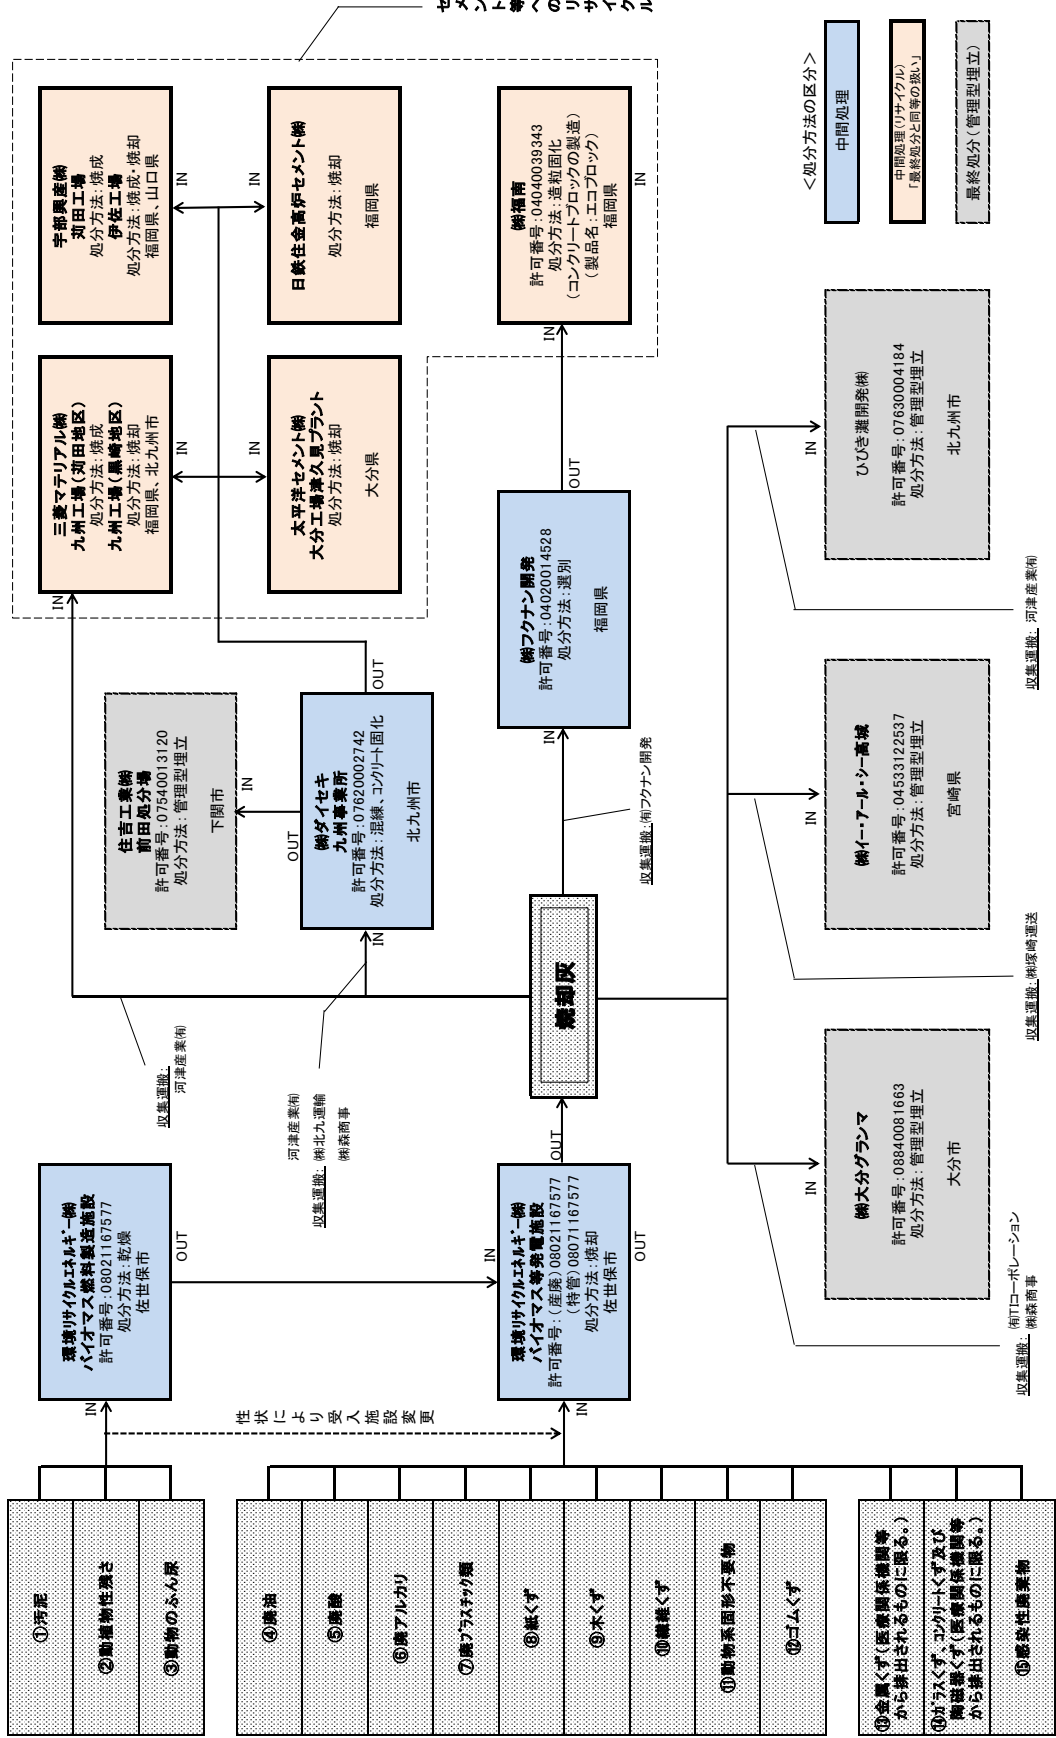 ①汚泥
②動植物性残さ
③動物のふん尿
④廃油
⑤廃酸
⑥廃アルカリ
⑦廃プラスチック類
⑧紙くず
⑨木くず
⑩繊維くず
⑪動物系固形不要物
⑫ゴムくず
⑬金属くず(医療関係機関等
から排出されるものに限る。)
⑭ガラスくず、コンクリートくず及び
陶磁器くず(医療関係機関等
から排出されるものに限る。)
⑮感染性廃棄物
IN
性状により受入施設変更
IN
環境リサイクルエネルギー㈱
バイオマス燃料製造施設
許可番号:08021167577
処分方法:乾燥
佐世保市
OUT
IN
環境リサイクルエネルギー㈱
バイオマス等発電施設
許可番号:(産廃)08021167577
(特管)08071167577
処分方法:焼却
佐世保市
OUT
OUT
焼却灰
収集運搬:
河津産業㈲
河津産業㈲
収集運搬:㈱北九運輸
㈱森商事
IN
住吉工業㈱
前田処分場
許可番号:07540013120
処分方法:管理型埋立
下関市
IN
OUT
㈱ダイセキ
九州事業所
許可番号:07620002742
処分方法:混練、コンクリート固化
北九州市
OUT
収集運搬:㈲フクナン開発
IN
㈱フクナン開発
許可番号:04020014528
処分方法:選別
福岡県
OUT
セメント等へのリサイクル
IN
三菱マテリアル㈱
九州工場(苅田地区)
処分方法:焼成
九州工場(黒崎地区)
処分方法:焼却
福岡県、北九州市
IN
IN
太平洋セメント㈱
大分工場津久見プラント
処分方法:焼却
大分県
宇部興産㈱
苅田工場
処分方法:焼成
伊佐工場
処分方法:焼成・焼却
福岡県、山口県
IN
IN
日鉄住金高炉セメント㈱
処分方法:焼却
福岡県
IN
㈱福南
許可番号:04040039343
処分方法:造粒固化
(コンクリートブロックの製造)
(製品名:エコブロック)
福岡県
IN
IN
㈱大分グランマ
許可番号:08840081663
処分方法:管理型埋立
大分市
㈲TIコーポレーション
収集運搬:㈱森商事
IN
㈱イー・アール・シー高城
許可番号:04533122537
処分方法:管理型埋立
宮崎県
収集運搬:㈱塚崎運送
IN
ひびき灘開発㈱
許可番号:07630004184
処分方法:管理型埋立
北九州市
収集運搬:河津産業㈲
<処分方法の区分>
中間処理
中間処理(リサイクル)
「最終処分と同等の扱い」
最終処分(管理型埋立)